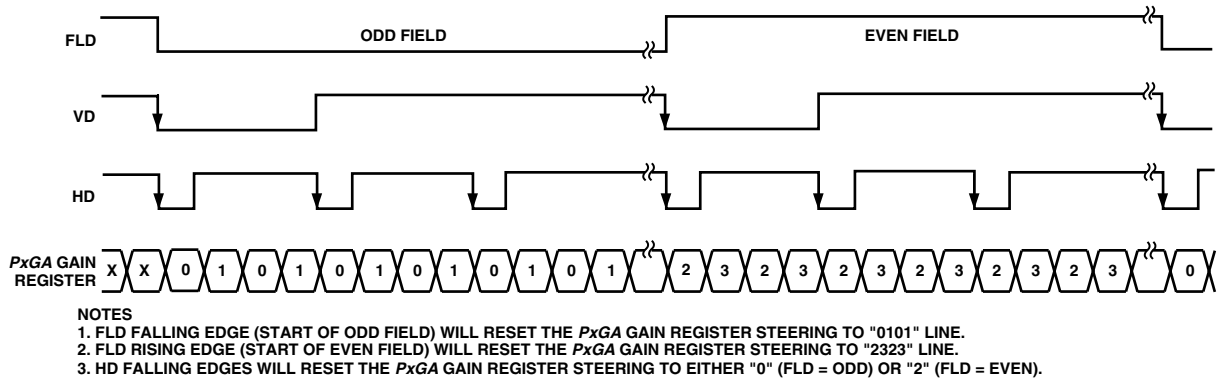 FLD ODD FIELD EVEN FIELD
VD
HD
PxGA GAIN
REGISTER
X X 0 1 0 1 0 1 0 1 0 1 0 1 2 3 2 3 2 3 2 3 2 3 2 3 0
NOTES
1. FLD FALLING EDGE (START OF ODD FIELD) WILL RESET THE PxGA GAIN REGISTER STEERING TO "0101" LINE.
2. FLD RISING EDGE (START OF EVEN FIELD) WILL RESET THE PxGA GAIN REGISTER STEERING TO "2323" LINE.
3. HD FALLING EDGES WILL RESET THE PxGA GAIN REGISTER STEERING TO EITHER "0" (FLD = ODD) OR "2" (FLD = EVEN).